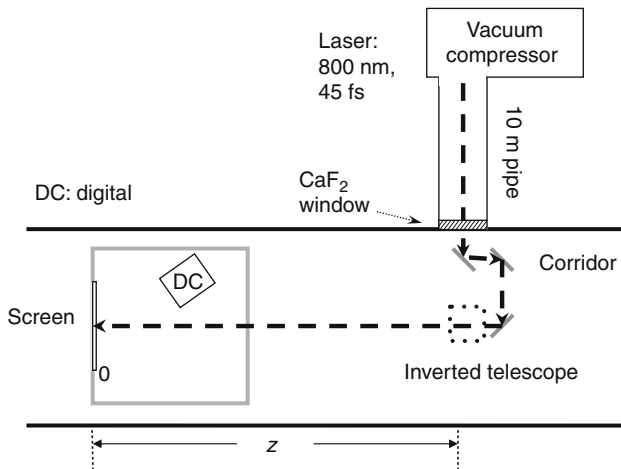 Laser:
800 nm,
45 fs
Vacuum
compressor
10 m pipe
DC: digital
CaF₂
window
Corridor
DC
Screen
0
Inverted telescope
z